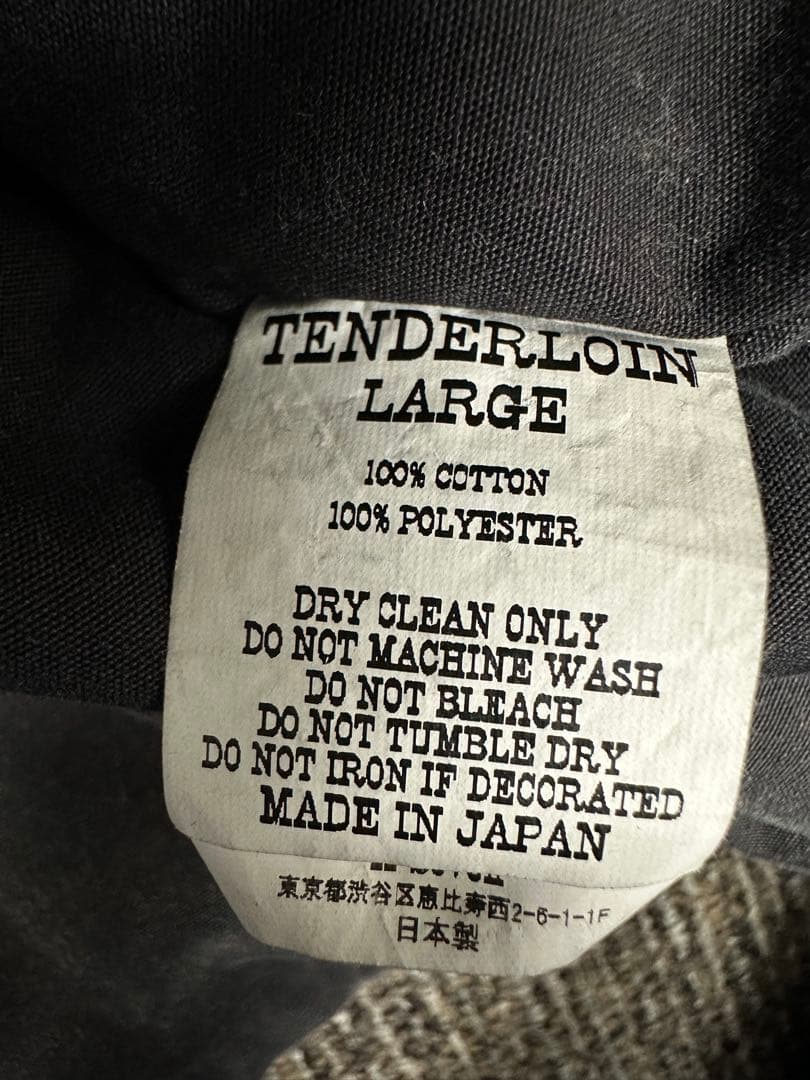 TENDERLOIN
LARGE
100% COTTON
100% POLYESTER
DRY CLEAN ONLY
DO NOT MACHINE WASH
DO NOT BLEACH
DO NOT TUMBLE DRY
DO NOT IRON IF DECORATED
MADE IN JAPAN
東京都渋谷区恵比寿西2-6-1-1F
日本製